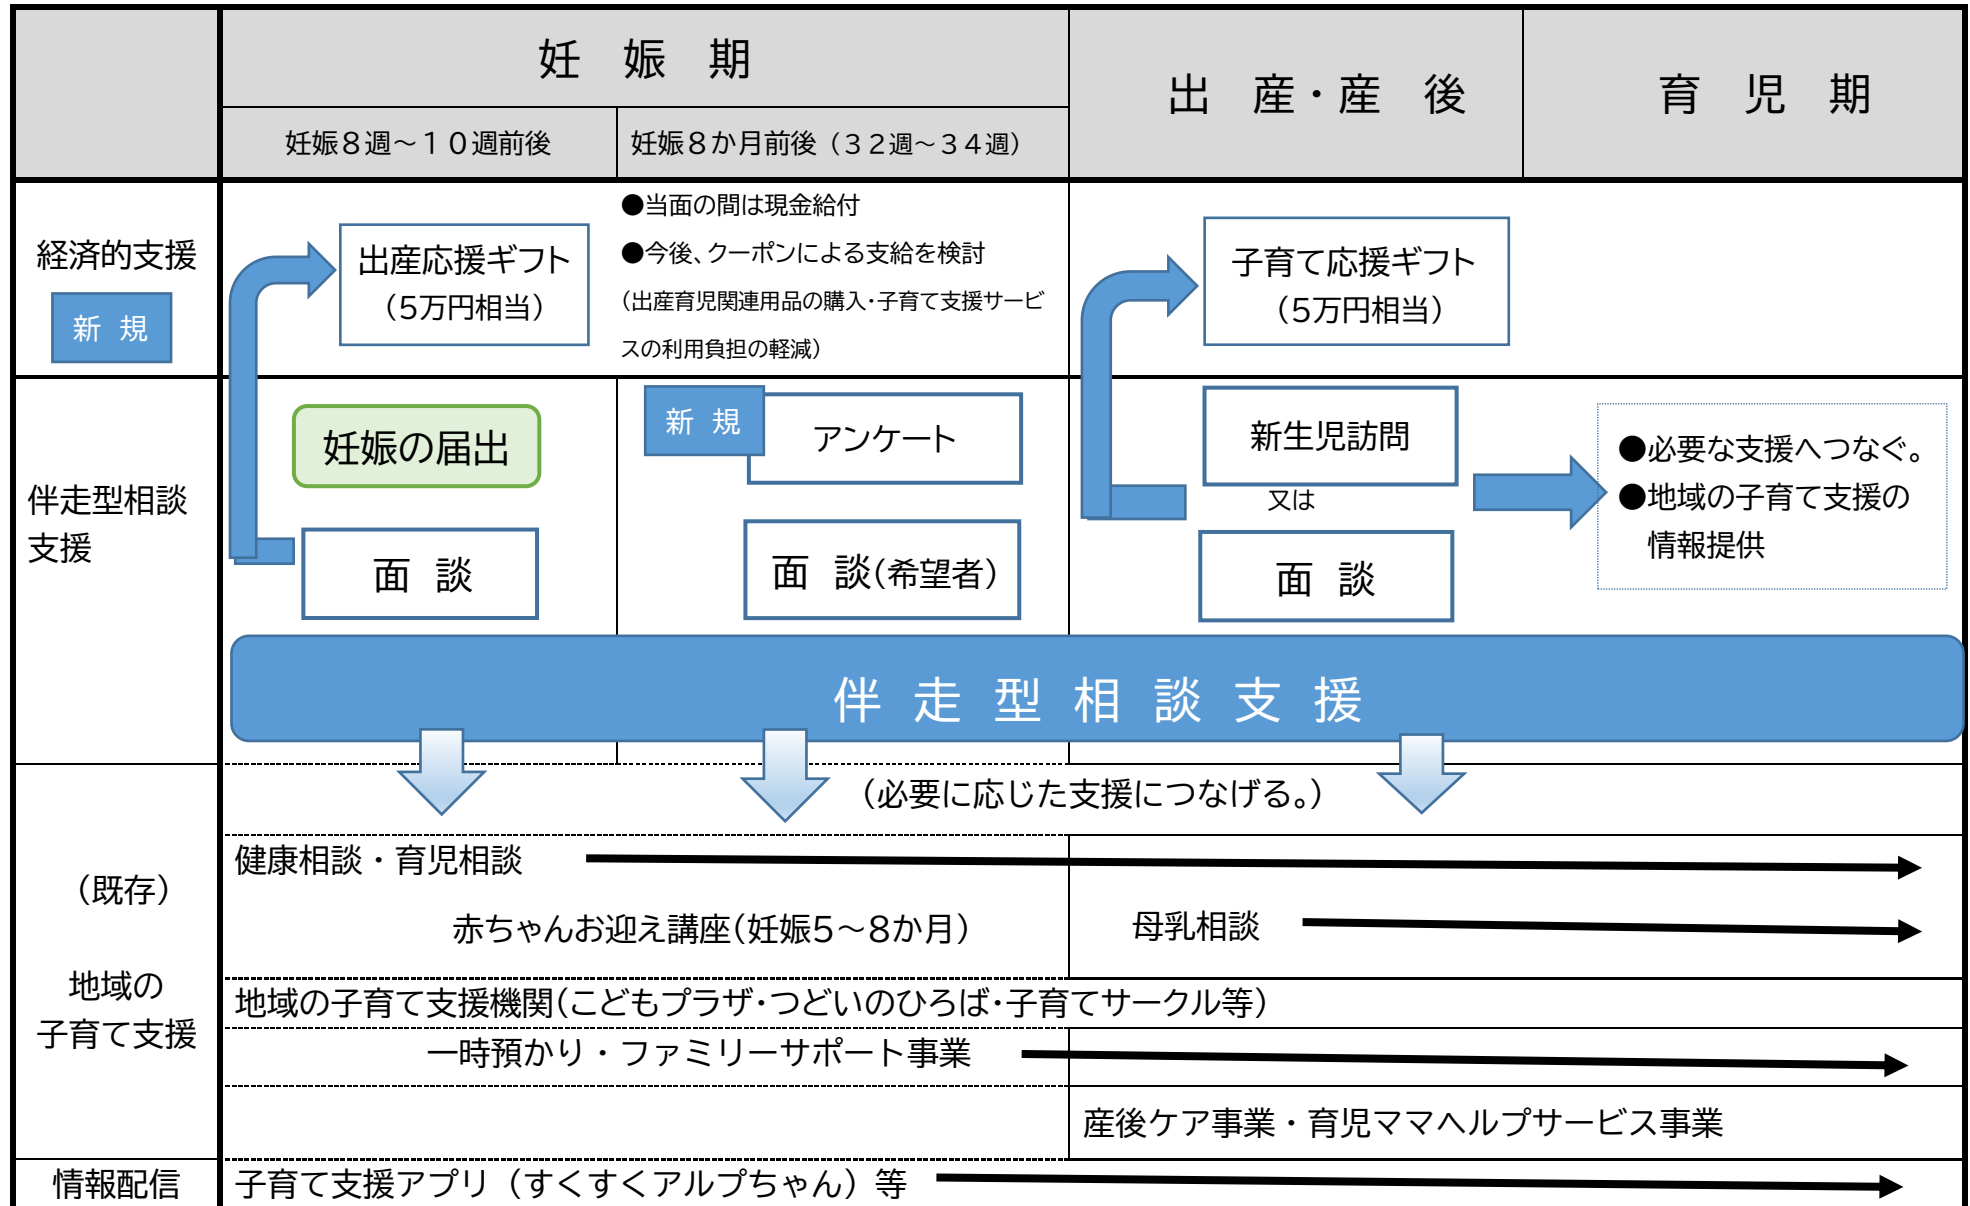 妊　娠　期
出　産・産　後
育　児　期
妊娠８週～１０週前後
妊娠８か月前後（３２週～３４週）
経済的支援
新 規
出産応援ギフト
（5万円相当）
●当面の間は現金給付
●今後、クーポンによる支給を検討
（出産育児関連用品の購入・子育て支援サービ
スの利用負担の軽減）
子育て応援ギフト
（5万円相当）
伴走型相談
支援
妊娠の届出
面 談
新 規
アンケート
面 談（希望者）
新生児訪問
又は
面 談
●必要な支援へつなぐ。
●地域の子育て支援の
情報提供
伴 走 型 相 談 支 援
（必要に応じた支援につなげる。）
（既存）
地域の
子育て支援
健康相談・育児相談
赤ちゃんお迎え講座（妊娠5～8か月）
母乳相談
地域の子育て支援機関（こどもプラザ・つどいのひろば・子育てサークル等）
一時預かり・ファミリーサポート事業
産後ケア事業・育児ママヘルプサービス事業
情報配信
子育て支援アプリ（すくすくアルプちゃん）等